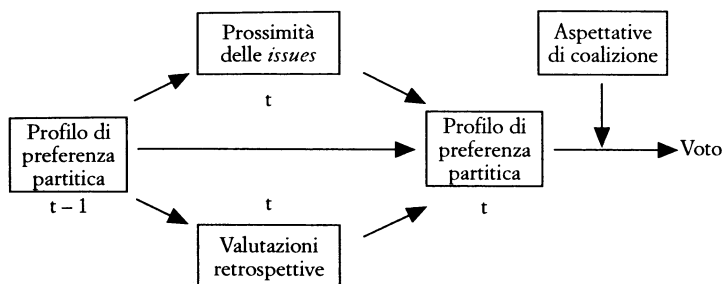 Prossimità
delle issues
t
Aspettative
di coalizione
Profilo di
preferenza
partitica
t – 1
Profilo di
preferenza
partitica
t
Voto
t
Valutazioni
retrospettive